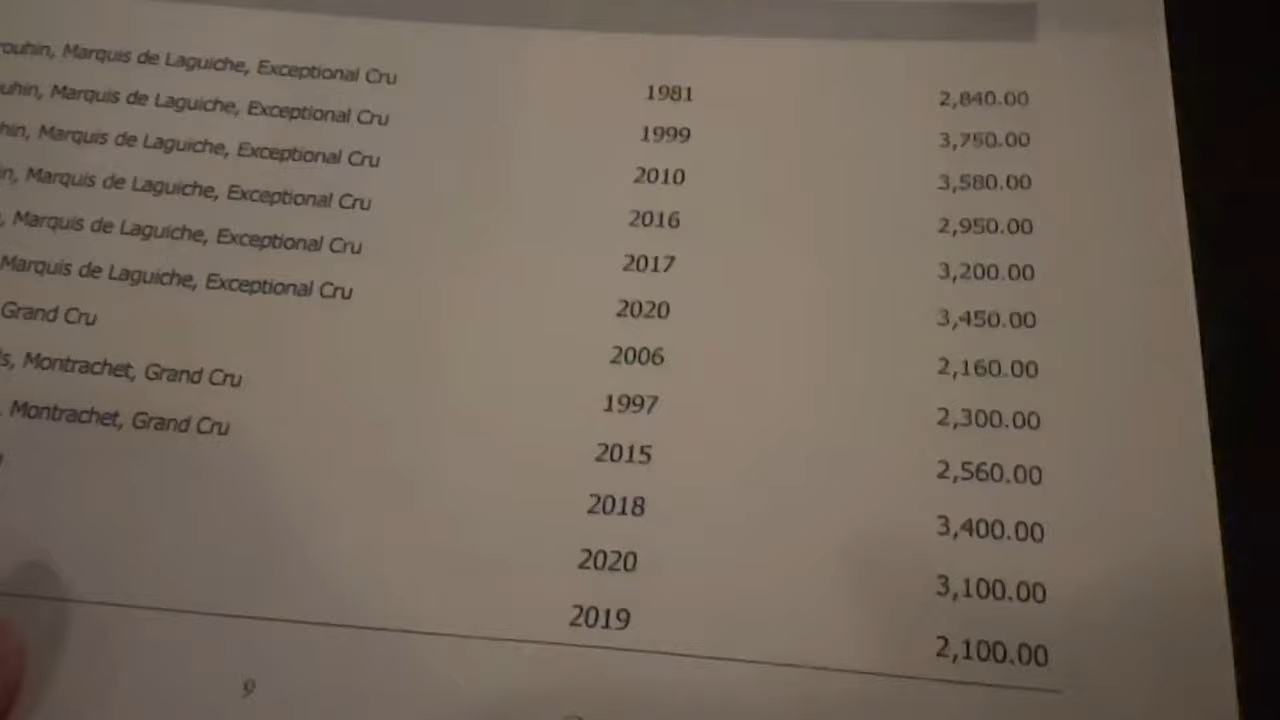 rouhin, Marquis de Laguiche, Exceptional Cru 1981 2,840.00
uhin, Marquis de Laguiche, Exceptional Cru 1999 3,750.00
hin, Marquis de Laguiche, Exceptional Cru 2010 3,580.00
in, Marquis de Laguiche, Exceptional Cru 2016 2,950.00
, Marquis de Laguiche, Exceptional Cru 2017 3,200.00
Marquis de Laguiche, Exceptional Cru 2020 3,450.00
Grand Cru 2006 2,160.00
s, Montrachet, Grand Cru 1997 2,300.00
, Montrachet, Grand Cru 2015 2,560.00
2018 3,400.00
2020 3,100.00
2019 2,100.00
9